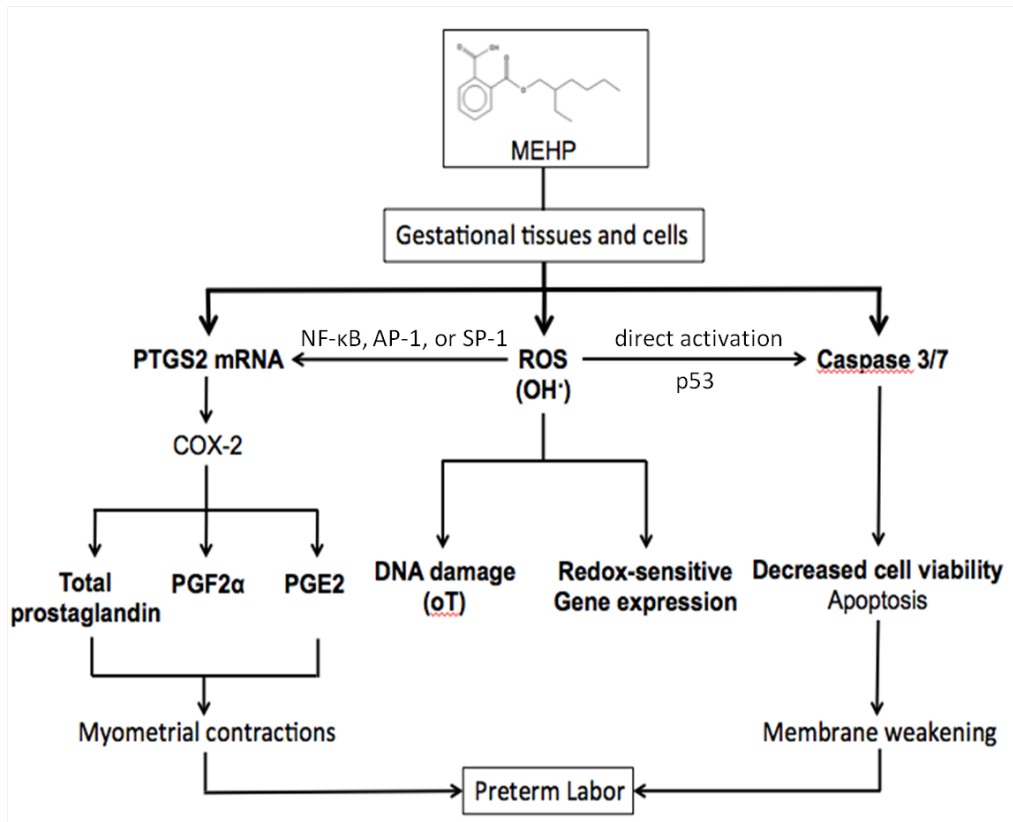 O
OH
O
O
MEHP
Gestational tissues and cells
NF-κB, AP-1, or SP-1
direct activation
PTGS2 mRNA
ROS
(OH·)
p53
Caspase 3/7
COX-2
Total
prostaglandin
PGF2α
PGE2
DNA damage
(oT)
Redox-sensitive
Gene expression
Decreased cell viability
Apoptosis
Myometrial contractions
Membrane weakening
Preterm Labor